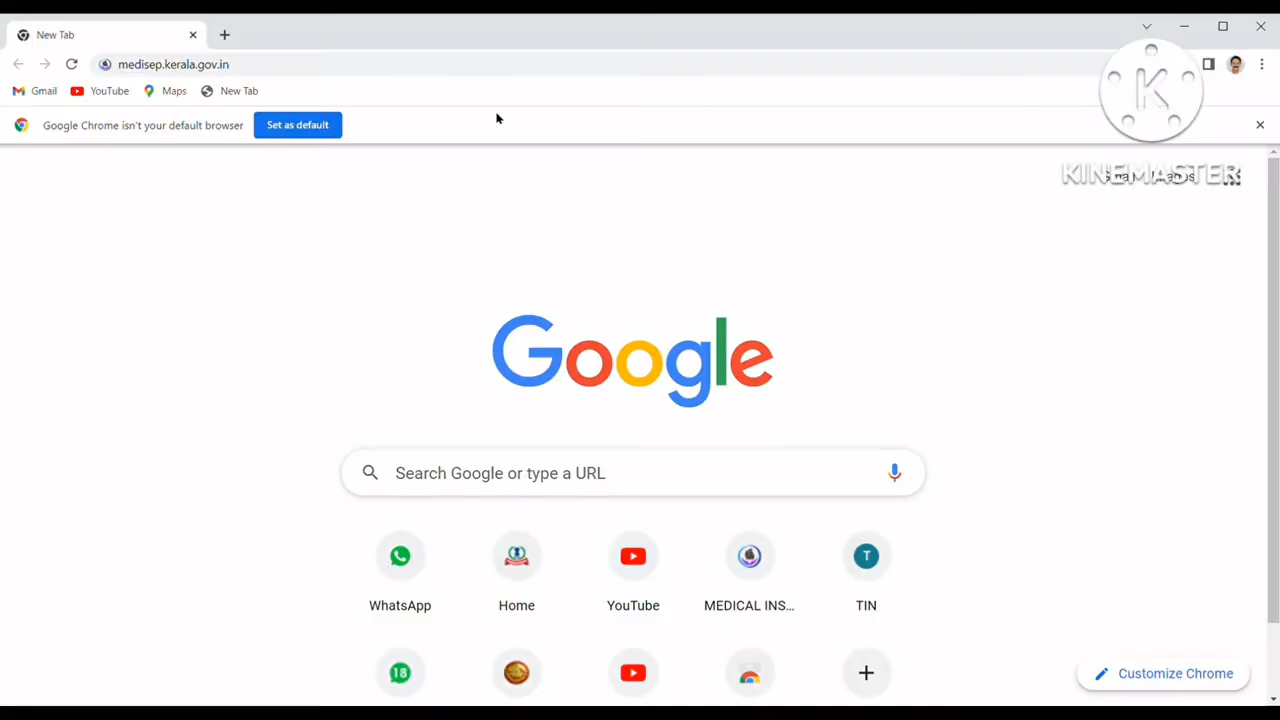 New Tab
medisep.kerala.gov.in
Gmail YouTube Maps New Tab
Google Chrome isn't your default browser Set as default
K
KINEMASTER
Google
Search Google or type a URL
T
WhatsApp Home YouTube MEDICAL INS... TIN
18
Customize Chrome